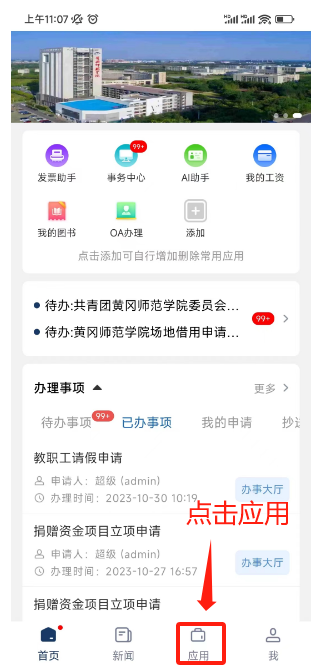 上午11:07
99+
发票助手 事务中心 AI助手 我的工资
我的图书 OA办理 添加
点击添加可自行增加删除常用应用
待办:共青团黄冈师范学院委员会...
99+
待办:黄冈师范学院场地借用申请...
办理事项 更多
待办事项 99+ 已办事项 我的申请 抄送
教职工请假申请
申请人：超级 (admin)
办理时间：2023-10-30 10:19
办事大厅
点击应用
捐赠资金项目立项申请
申请人：超级 (admin)
办理时间：2023-10-27 16:57
办事大厅
捐赠资金项目立项申请
首页 新闻 应用 我